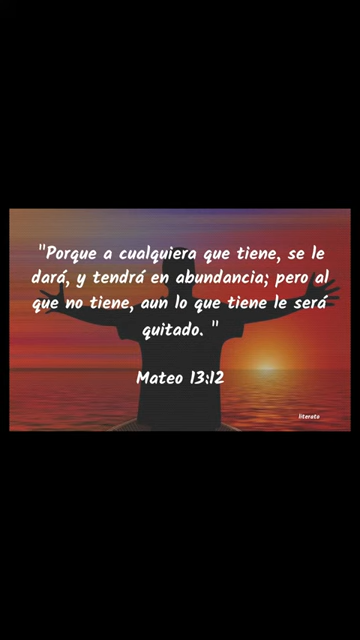 "Porque a cualquiera que tiene, se le
dará, y tendrá en abundancia; pero al
que no tiene, aun lo que tiene le será
quitado. "
Mateo 13:12
literato